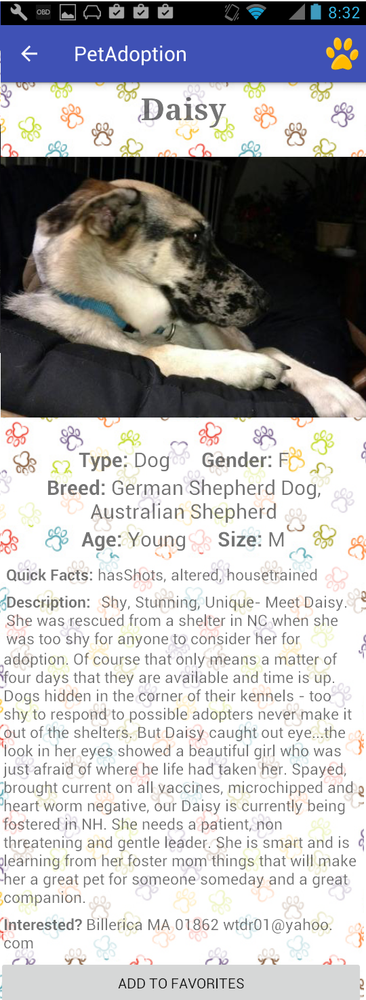 OBD
8:32
PetAdoption
Daisy
Type: Dog Gender: F
Breed: German Shepherd Dog,
Australian Shepherd
Age: Young Size: M
Quick Facts: hasShots, altered, housetrained
Description: Shy, Stunning, Unique- Meet Daisy.
She was rescued from a shelter in NC when she
was too shy for anyone to consider her for
adoption. Of course that only means a matter of
four days that they are available and time is up.
Dogs hidden in the corner of their kennels - too
shy to respond to possible adopters never make it
out of the shelters. But Daisy caught out eye...the
look in her eyes showed a beautiful girl who was
just afraid of where he life had taken her. Spayed,
brought current on all vaccines, microchipped and
heart worm negative, our Daisy is currently being
fostered in NH. She needs a patient, non
threatening and gentle leader. She is smart and is
learning from her foster mom things that will make
her a great pet for someone someday and a great
companion.
Interested? Billerica MA 01862 wtdr01@yahoo.
com
ADD TO FAVORITES